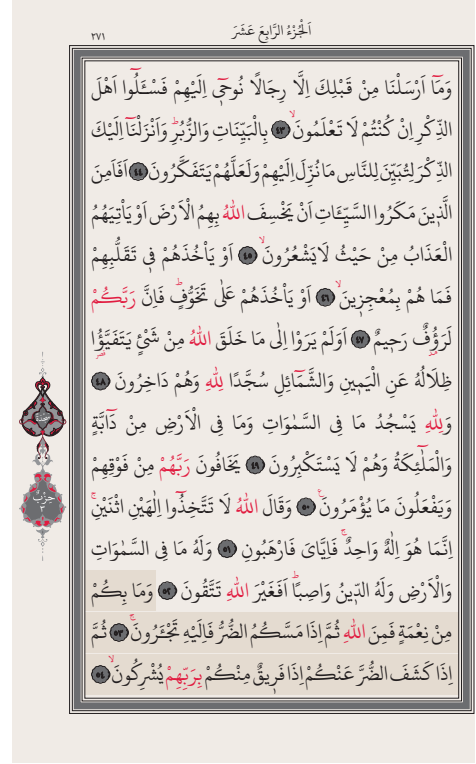 اَلْجُزْءُ الرَّابِعَ عَشَرَ
٢٧١
وَمَٓا اَرْسَلْنَا مِنْ قَبْلِكَ اِلَّا رِجَالًا نُوح۪ٓي اِلَيْهِمْ فَسْـَٔلُٓوا اَهْلَ
الذِّكْرِ اِنْ كُنْتُمْ لَا تَعْلَمُونَۙ ٤٣ بِالْبَيِّنَاتِ وَالزُّبُرِۜ وَاَنْزَلْنَٓا اِلَيْكَ
الذِّكْرَ لِتُبَيِّنَ لِلنَّاسِ مَا نُزِّلَ اِلَيْهِمْ وَلَعَلَّهُمْ يَتَفَكَّرُونَ ٤٤ اَفَاَمِنَ
الَّذ۪ينَ مَكَرُوا السَّيِّـَٔاتِ اَنْ يَخْسِفَ اللّٰهُ بِهِمُ الْاَرْضَ اَوْ يَأْتِيَهُمُ
الْعَذَابُ مِنْ حَيْثُ لَا يَشْعُرُونَۙ ٤٥ اَوْ يَأْخُذَهُمْ ف۪ي تَقَلُّبِهِمْ
فَمَا هُمْ بِمُعْجِز۪ينَۙ ٤٦ اَوْ يَأْخُذَهُمْ عَلٰى تَخَوُّفٍۜ فَاِنَّ رَبَّكُمْ
لَرَؤُ۫فٌ رَح۪يمٌ ٤٧ اَوَلَمْ يَرَوْا اِلٰى مَا خَلَقَ اللّٰهُ مِنْ شَيْءٍ يَتَفَيَّؤُ۬ا
ظِلَالُهُ عَنِ الْيَم۪ينِ وَالشَّمَٓائِلِ سُجَّدًا لِلّٰهِ وَهُمْ دَاخِرُونَ ٤٨
وَلِلّٰهِ يَسْجُدُ مَا فِي السَّمٰوَاتِ وَمَا فِي الْاَرْضِ مِنْ دَٓابَّةٍ
وَالْمَلٰٓئِكَةُ وَهُمْ لَا يَسْتَكْبِرُونَ ٤٩ يَخَافُونَ رَبَّهُمْ مِنْ فَوْقِهِمْ
وَيَفْعَلُونَ مَا يُؤْمَرُونَ ٥٠ وَقَالَ اللّٰهُ لَا تَتَّخِذُٓوا اِلٰهَيْنِ اثْنَيْنِۚ
اِنَّمَا هُوَ اِلٰهٌ وَاحِدٌۚ فَاِيَّايَ فَارْهَبُونِ ٥١ وَلَهُ مَا فِي السَّمٰوَاتِ
وَالْاَرْضِ وَلَهُ الدّ۪ينُ وَاصِبًاۜ اَفَغَيْرَ اللّٰهِ تَتَّقُونَ ٥٢ وَمَا بِكُمْ
مِنْ نِعْمَةٍ فَمِنَ اللّٰهِ ثُمَّ اِذَا مَسَّكُمُ الضُّرُّ فَاِلَيْهِ تَجْـَٔرُونَۚ ٥٣ ثُمَّ
اِذَا كَشَفَ الضُّرَّ عَنْكُمْ اِذَا فَر۪يقٌ مِنْكُمْ بِرَبِّهِمْ يُشْرِكُونَۙ ٥٤
حِزْبٌ